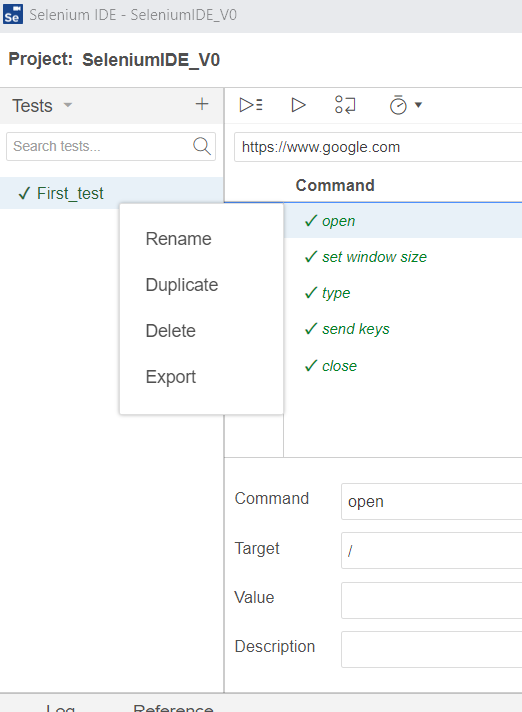 Se Selenium IDE - SeleniumIDE_V0
Project: SeleniumIDE_V0
Tests
Search tests...
https://www.google.com
Command
✓ First_test
Rename
Duplicate
Delete
Export
✓ open
✓ set window size
✓ type
✓ send keys
✓ close
Command open
Target /
Value
Description
Log Reference